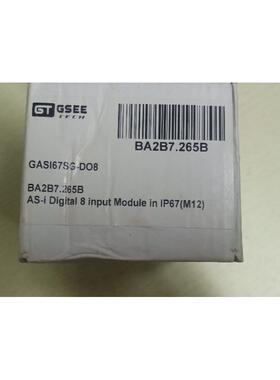 GT GSEE
TECH
BA2B7.265B
GASI67SG-DO8
BA2B7.265B
AS-i Digital 8 input Module in IP67(M12)